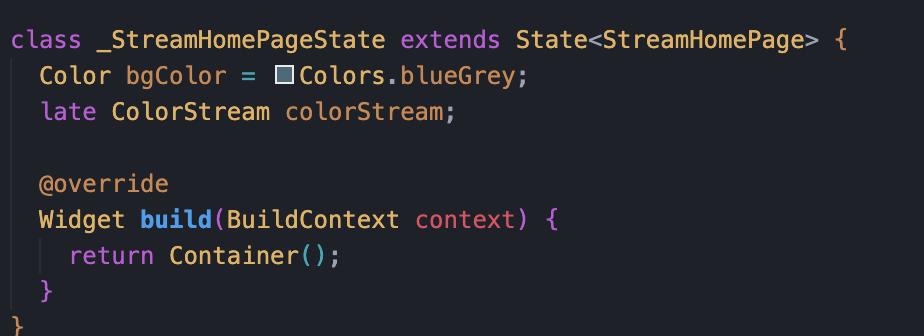 class _StreamHomePageState extends State<StreamHomePage> {
  Color bgColor = Colors.blueGrey;
  late ColorStream colorStream;

  @override
  Widget build(BuildContext context) {
    return Container();
  }
}